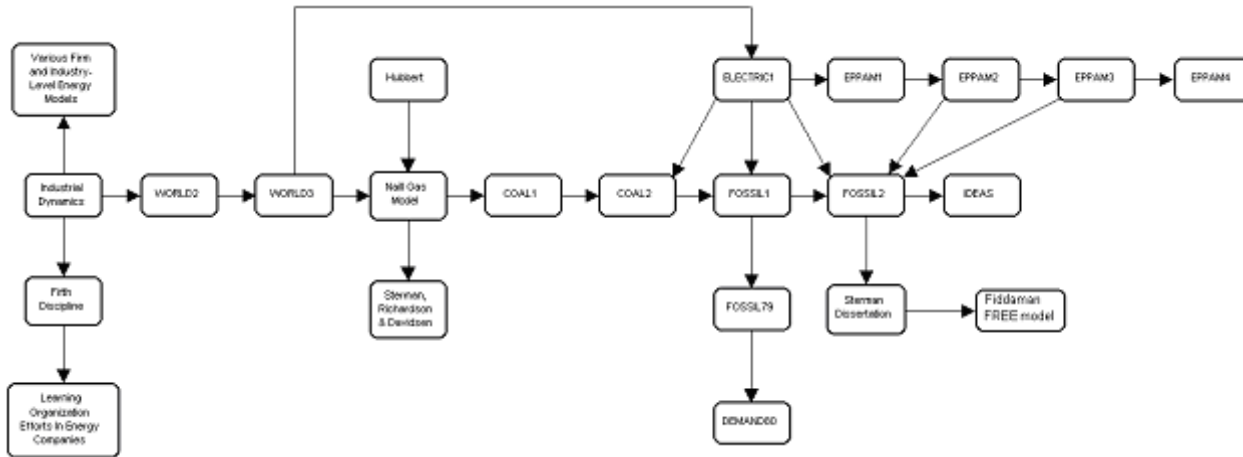 Various Firm
and Industry-
Level Energy
Models
Hubbert
ELECTRIC1
EPPAM1
EPPAM2
EPPAM3
EPPAM4
Industrial
Dynamics
WORLD2
WORLD3
Naill Gas
Model
COAL1
COAL2
FOSSIL1
FOSSIL2
IDEAS
Fifth
Discipline
Sterman,
Richardson
& Davidsen
FOSSIL79
Sterman
Dissertation
Fiddaman
FREE model
Learning
Organization
Efforts in Energy
Companies
DEMAND80